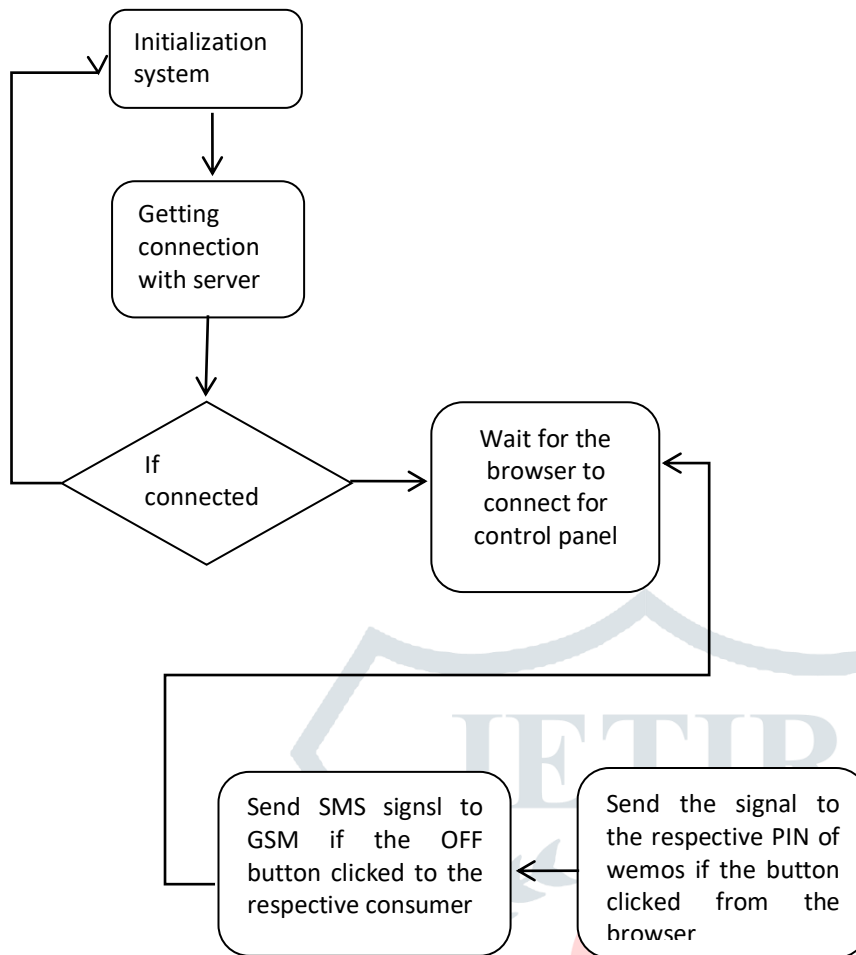 Initialization
system
Getting
connection
with server
If
connected
Wait for the
browser to
connect for
control panel
JETIR
Send SMS signsl to
GSM if the OFF
button clicked to the
respective consumer
Send the signal to
the respective PIN of
wemos if the button
clicked from the
browser